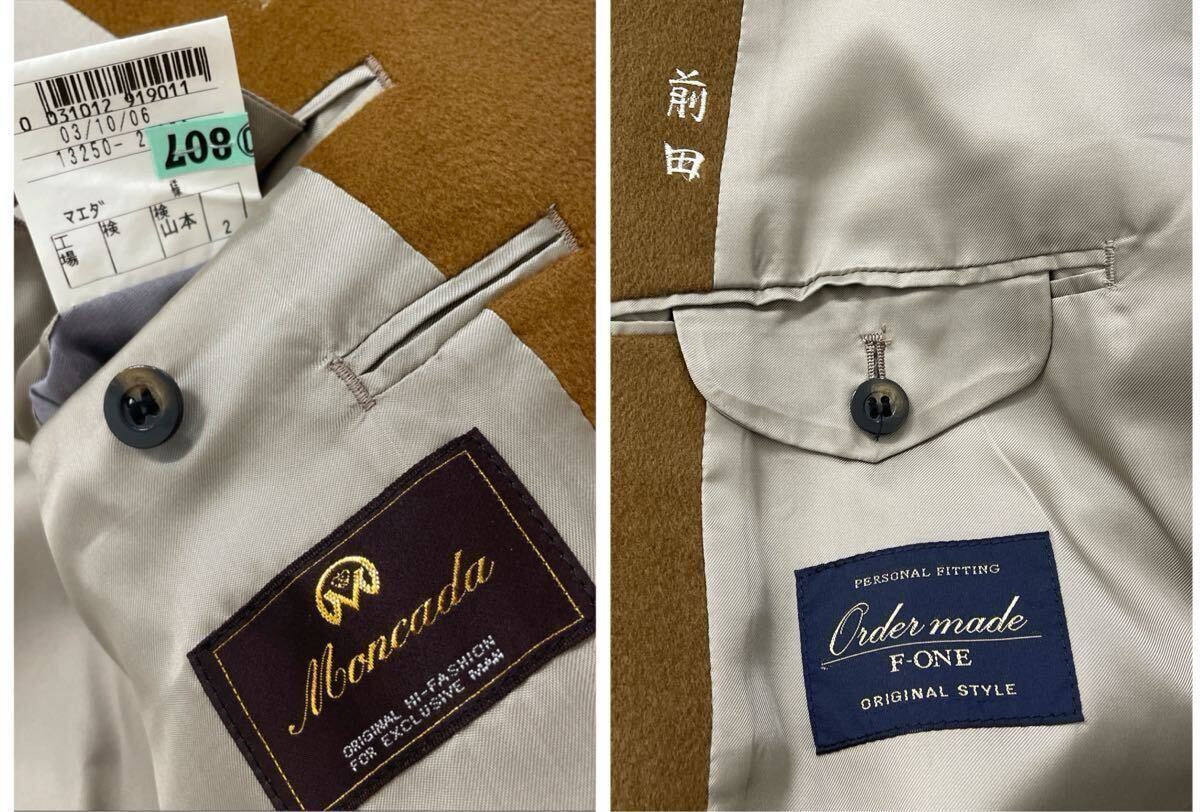 0 031012 919011
03/10/06
13250-2
807
マエダ
工場
検
検
山本
2
Moncada
ORIGINAL HI-FASHION
FOR EXCLUSIVE MAN
前田
PERSONAL FITTING
Order made
F-ONE
ORIGINAL STYLE